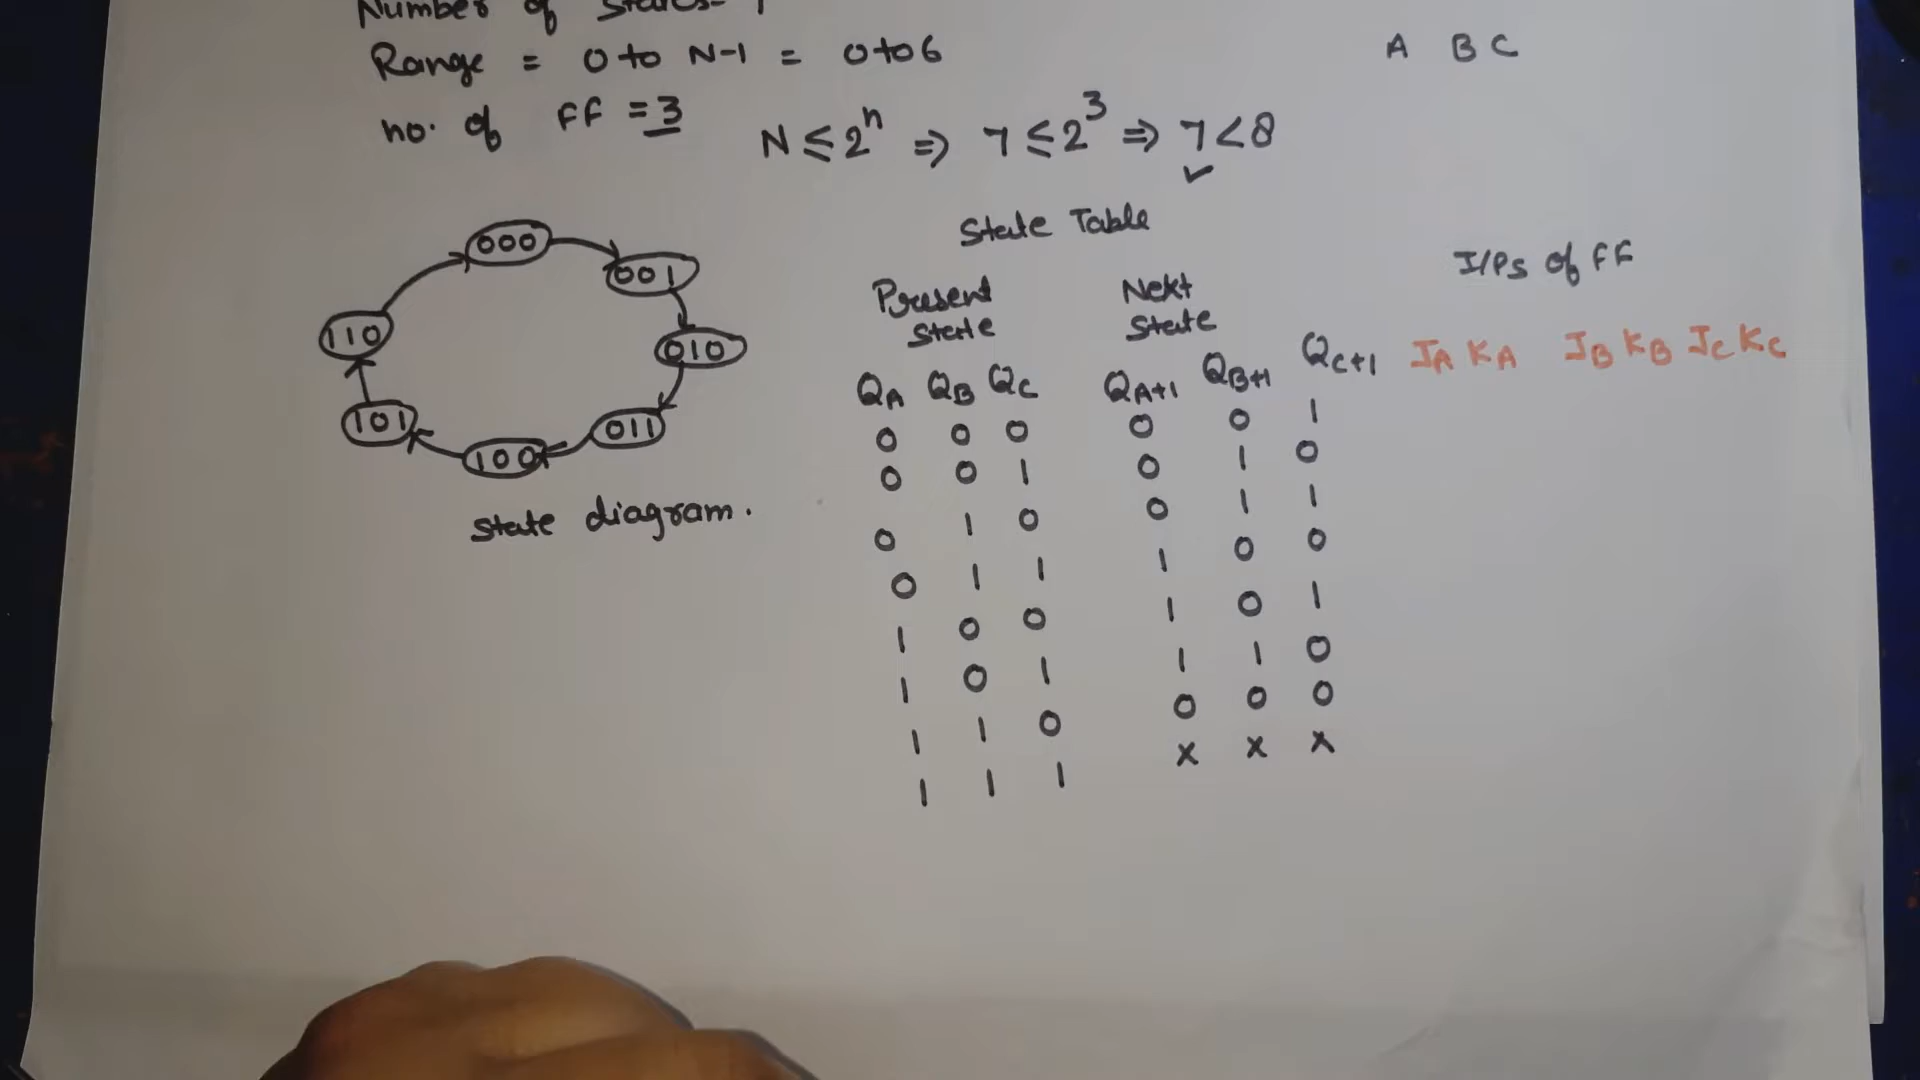 Number of States- 7
Range = 0 to N-1 = 0 to 6
A B C
no. of FF = 3
N ≤ 2^n ⇒ 7 ≤ 2^3 ⇒ 7 < 8
✓
000
001
010
011
100
101
110
State diagram.
State Table
Present State
Next State
I/Ps of FF
QA QB QC QA+1 QB+1 QC+1 JA KA JB KB JC KC
0 0 0 0 0 1
0 0 1 0 1 0
0 1 0 0 1 1
0 1 1 1 0 0
1 0 0 1 0 1
1 0 1 1 1 0
1 1 0 0 0 0
1 1 1 x x x